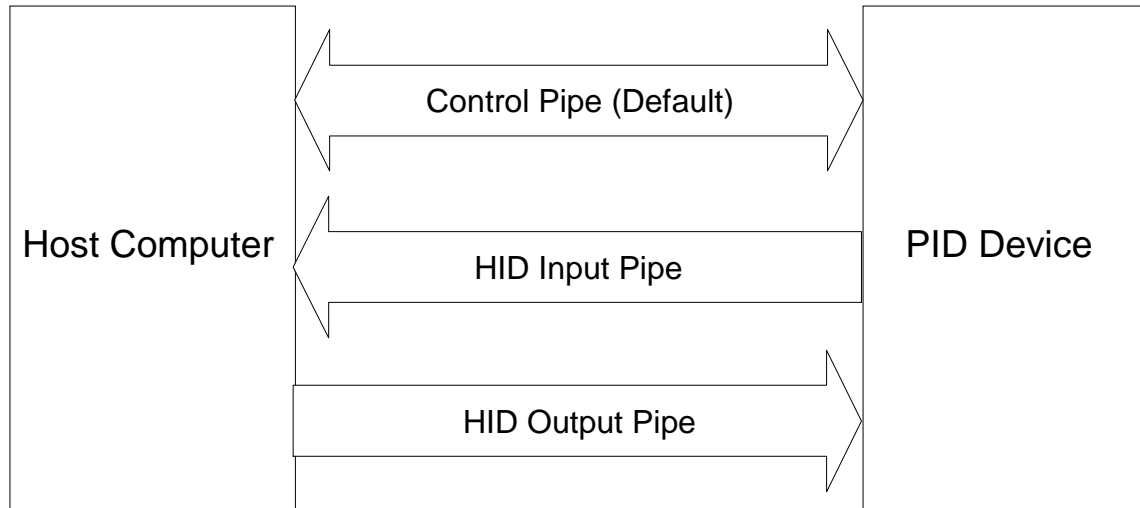 Control Pipe (Default)
Host Computer
PID Device
HID Input Pipe
HID Output Pipe